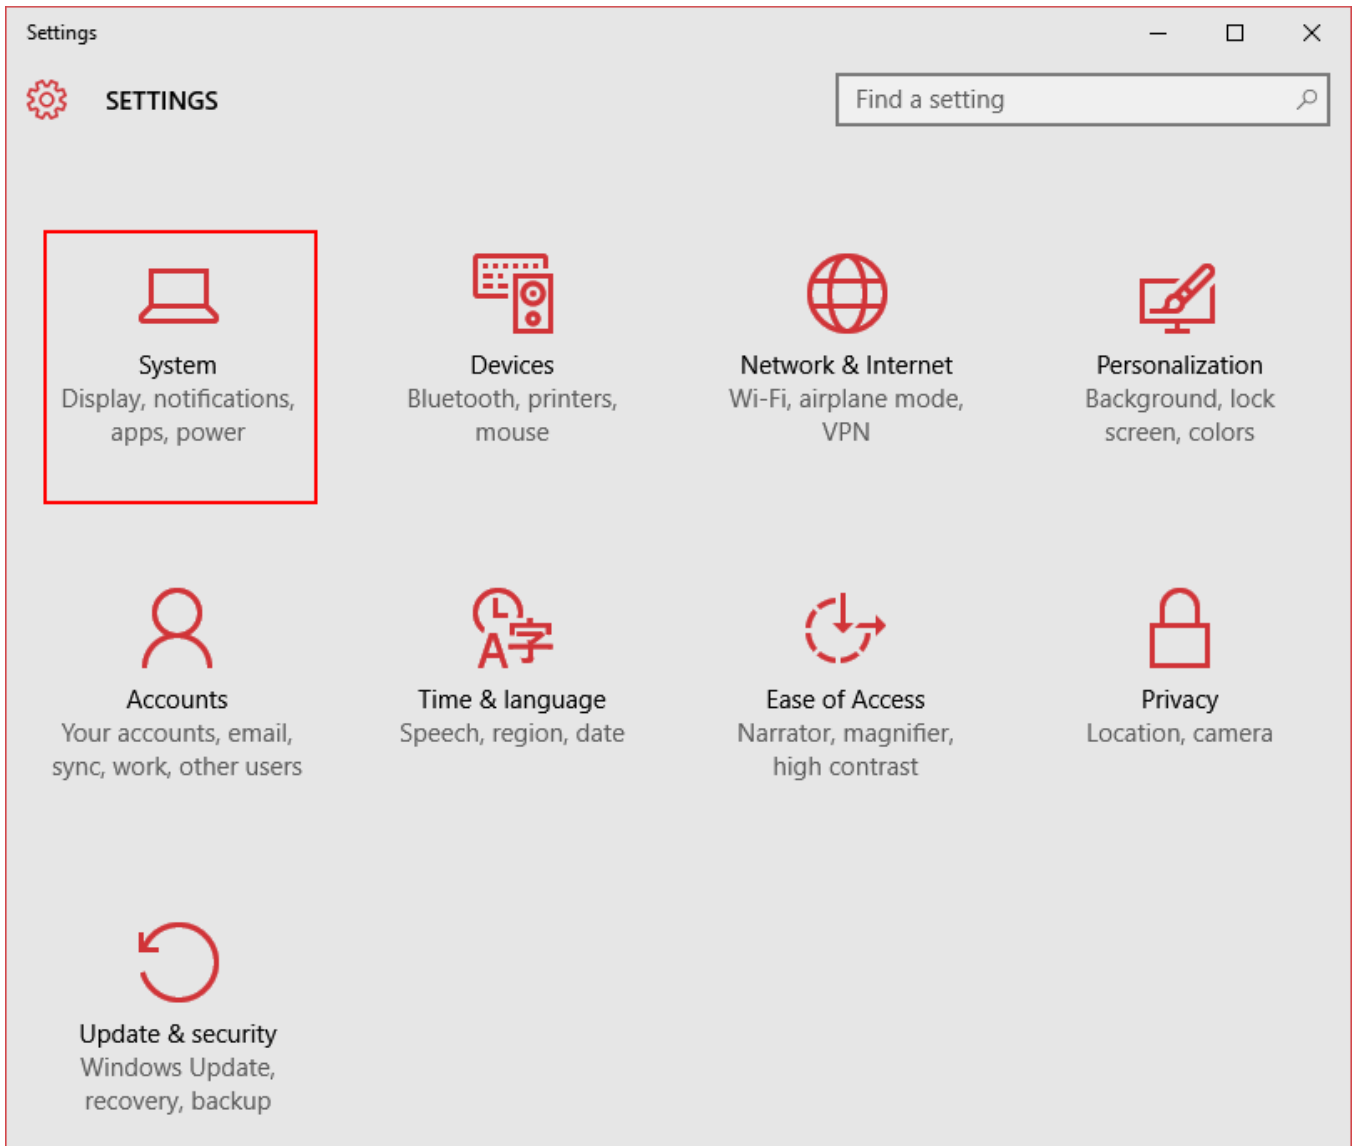 Settings
SETTINGS
Find a setting
System
Display, notifications,
apps, power
Devices
Bluetooth, printers,
mouse
Network & Internet
Wi-Fi, airplane mode,
VPN
Personalization
Background, lock
screen, colors
A字
Accounts
Your accounts, email,
sync, work, other users
Time & language
Speech, region, date
Ease of Access
Narrator, magnifier,
high contrast
Privacy
Location, camera
Update & security
Windows Update,
recovery, backup